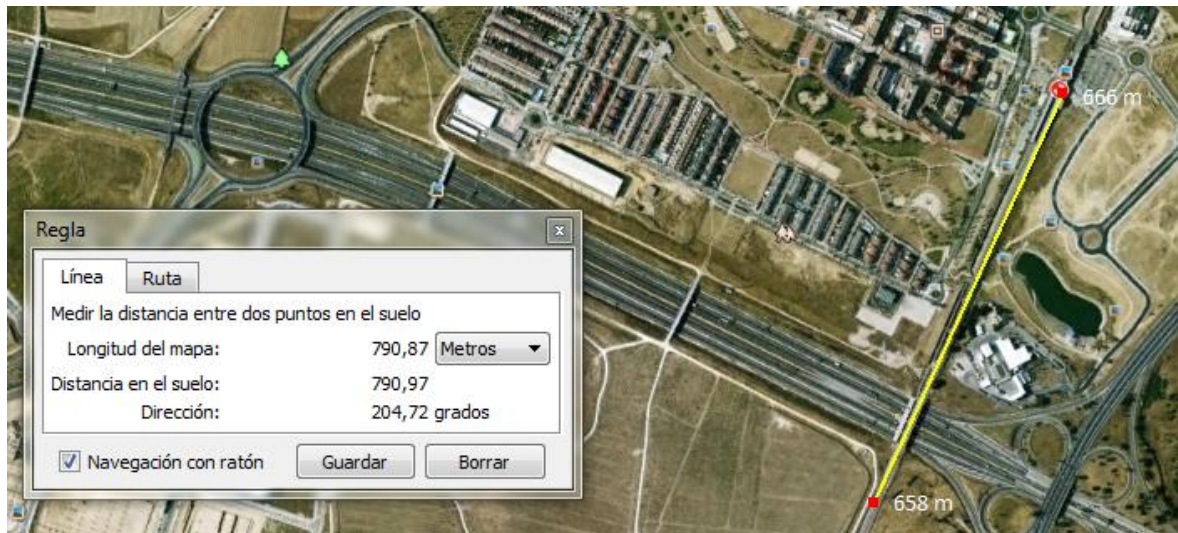 666 m
Regla
Línea Ruta
Medir la distancia entre dos puntos en el suelo
Longitud del mapa: 790,87 Metros
Distancia en el suelo: 790,97
Dirección: 204,72 grados
Navegación con ratón Guardar Borrar
658 m